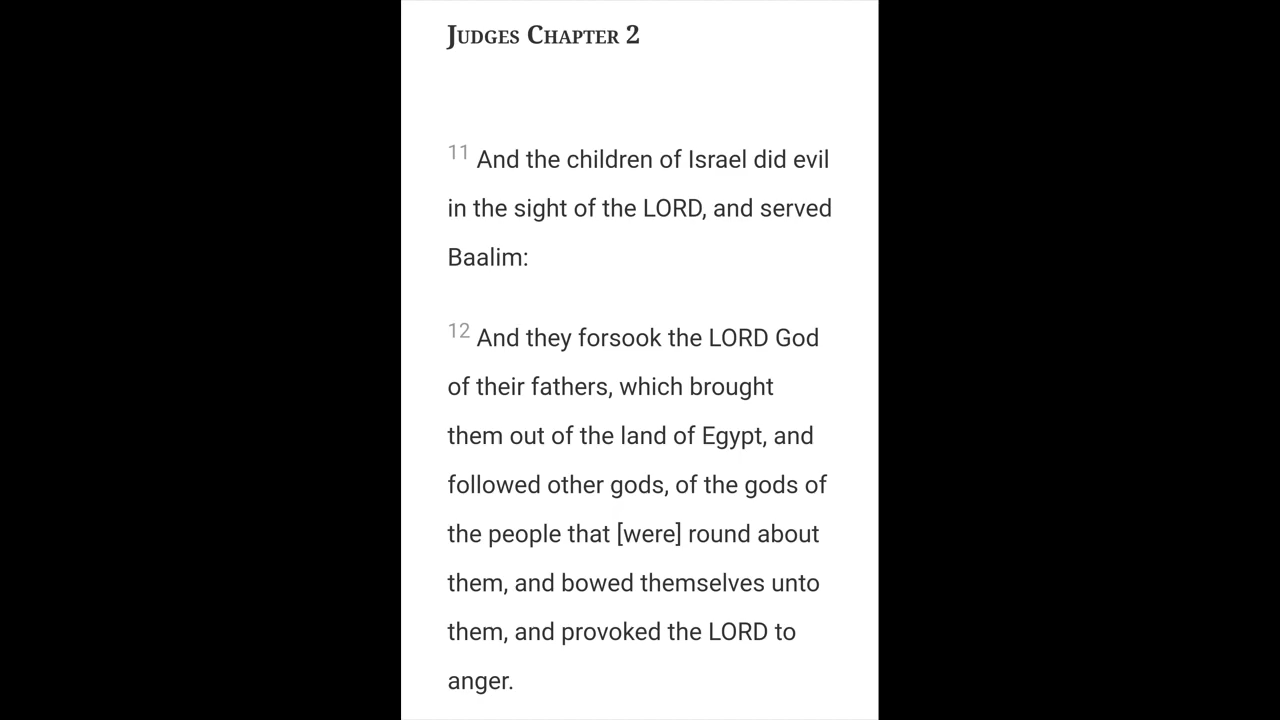 Judges Chapter 2
11 And the children of Israel did evil
in the sight of the LORD, and served
Baalim:
12 And they forsook the LORD God
of their fathers, which brought
them out of the land of Egypt, and
followed other gods, of the gods of
the people that [were] round about
them, and bowed themselves unto
them, and provoked the LORD to
anger.